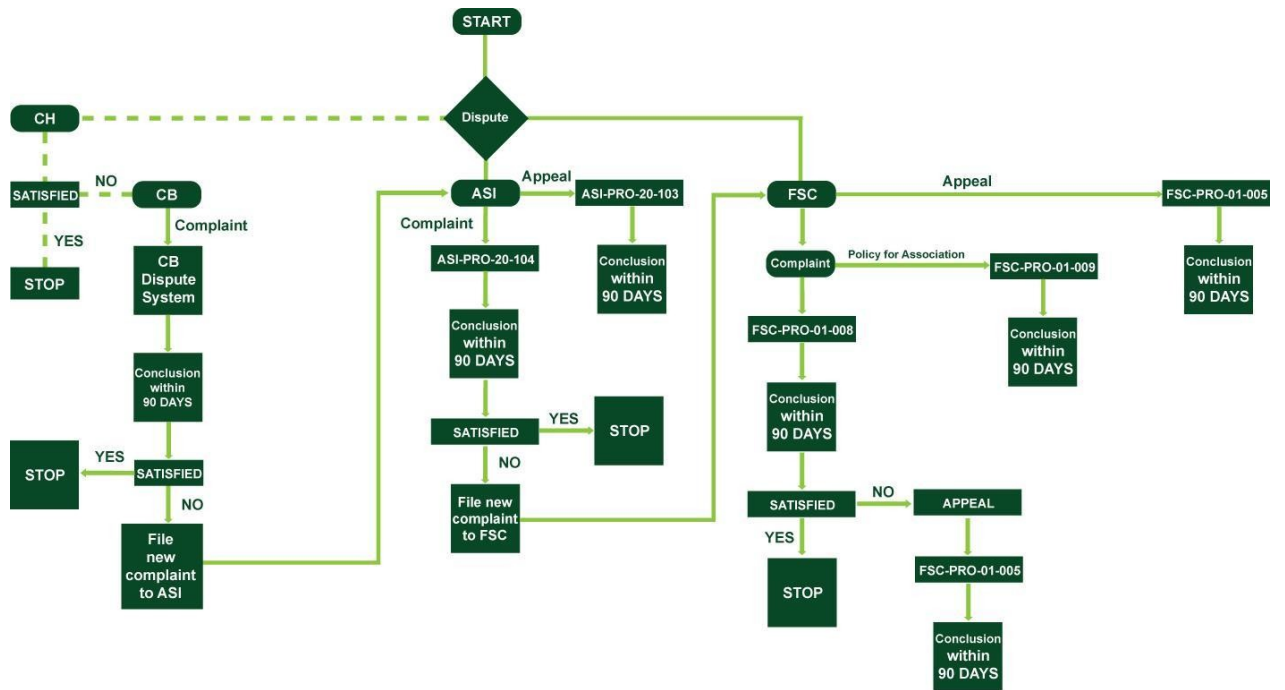 START
Dispute
CH
SATISFIED
NO
YES
STOP
CB
Complaint
CB
Dispute
System
Conclusion
within
90 DAYS
YES
STOP
SATISFIED
NO
File
new
complaint
to ASI
ASI
Appeal
ASI-PRO-20-103
Conclusion
within
90 DAYS
Complaint
ASI-PRO-20-104
Conclusion
within
90 DAYS
SATISFIED
YES
STOP
NO
File new
complaint
to FSC
FSC
Appeal
FSC-PRO-01-005
Conclusion
within
90 DAYS
Complaint
Policy for Association
FSC-PRO-01-009
Conclusion
within
90 DAYS
FSC-PRO-01-008
Conclusion
within
90 DAYS
SATISFIED
NO
APPEAL
YES
STOP
FSC-PRO-01-005
Conclusion
within
90 DAYS